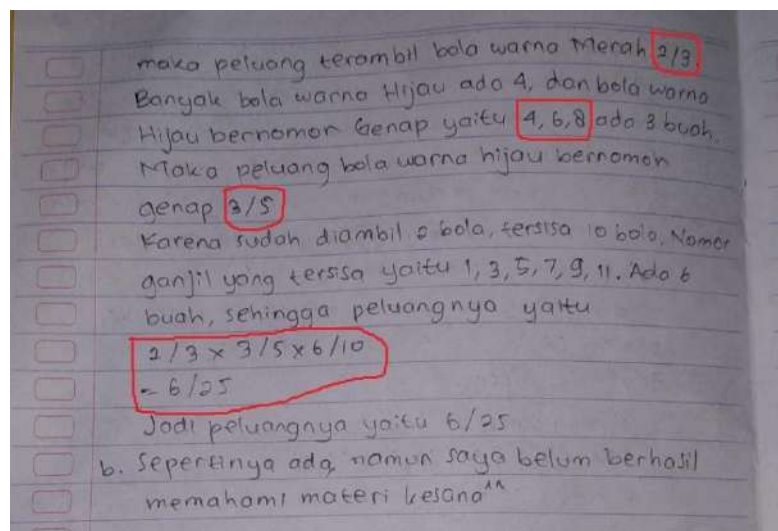 maka peluang terambil bola warna Merah 2/3.
Banyak bola warna Hijau ado 4, dan bola warna
Hijau bernomor Genap yaitu 4, 6, 8 ada 3 buah.
Maka peluang bola warna hijau bernomor
genap 3/5
Karena sudah diambil 2 bola, tersisa 10 bola, Nomor
ganjil yang tersisa yaitu 1, 3, 5, 7, 9, 11. Ada 6
buah, sehingga peluangnya yaitu
2/3 x 3/5 x 6/10
= 6/25
Jadi peluangnya yaitu 6/25
b. Sepertinya ada, namun saya belum berhasil
memahami materi kesana^^